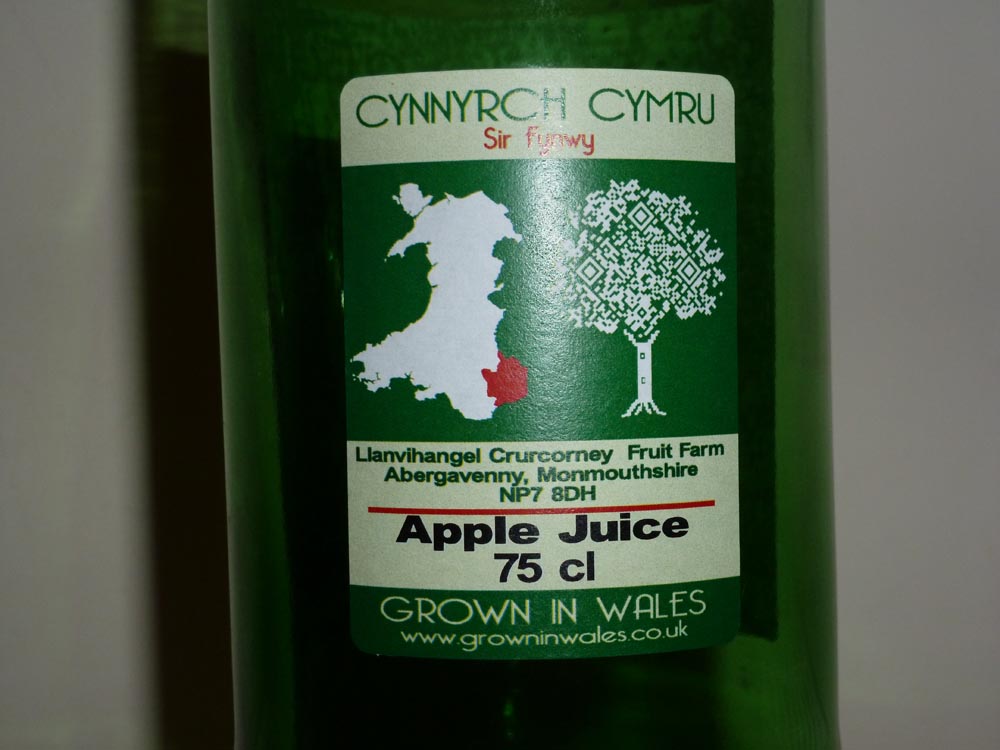 CYNNYRCH CYMRU
Sir fynwy
Llanvihangel Crurcorney Fruit Farm
Abergavenny, Monmouthshire
NP7 8DH
Apple Juice
75 cl
GROWN IN WALES
www.growninwales.co.uk